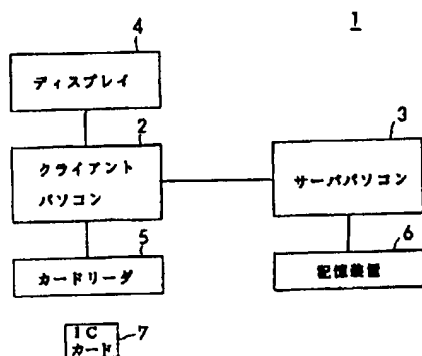 1
4
ディスプレイ
2
クライアント
パソコン
3
サーバパソコン
5
カードリーダ
6
記憶装置
IC
カード
7